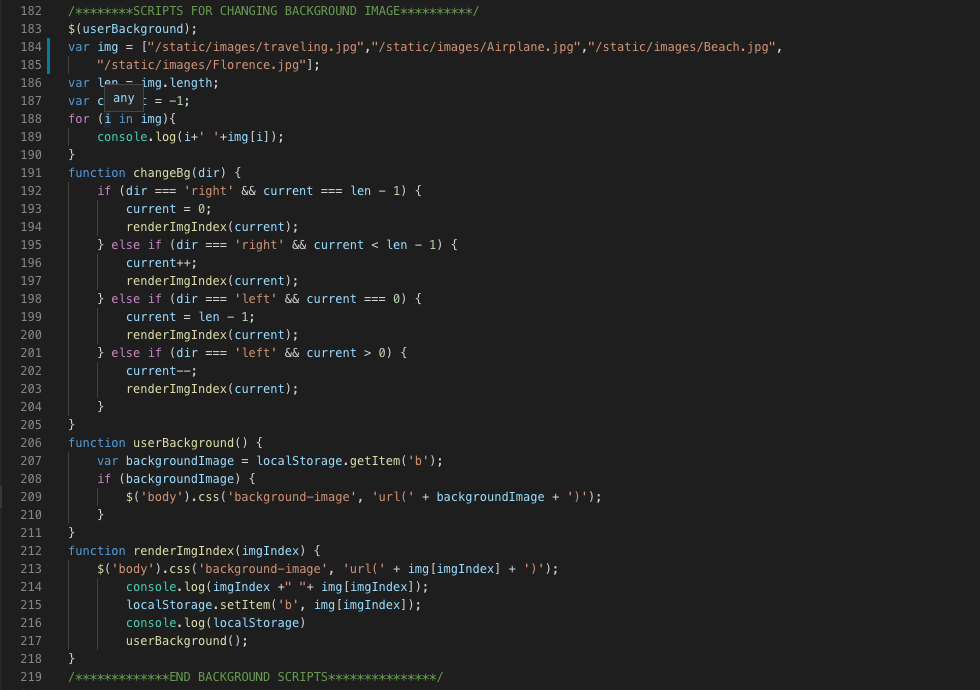 182 /********SCRIPTS FOR CHANGING BACKGROUND IMAGE**********/
183 $(userBackground);
184 var img = ["/static/images/traveling.jpg","/static/images/Airplane.jpg","/static/images/Beach.jpg",
185     "/static/images/Florence.jpg"];
186 var len = img.length;
any
187 var c t = -1;
188 for (i in img){
189     console.log(i+' '+img[i]);
190 }
191 function changeBg(dir) {
192     if (dir === 'right' && current === len - 1) {
193         current = 0;
194         renderImgIndex(current);
195     } else if (dir === 'right' && current < len - 1) {
196         current++;
197         renderImgIndex(current);
198     } else if (dir === 'left' && current === 0) {
199         current = len - 1;
200         renderImgIndex(current);
201     } else if (dir === 'left' && current > 0) {
202         current--;
203         renderImgIndex(current);
204     }
205 }
206 function userBackground() {
207     var backgroundImage = localStorage.getItem('b');
208     if (backgroundImage) {
209         $('body').css('background-image', 'url(' + backgroundImage + ')');
210     }
211 }
212 function renderImgIndex(imgIndex) {
213     $('body').css('background-image', 'url(' + img[imgIndex] + ')');
214         console.log(imgIndex +" "+ img[imgIndex]);
215         localStorage.setItem('b', img[imgIndex]);
216         console.log(localStorage)
217         userBackground();
218 }
219 /*************END BACKGROUND SCRIPTS***************/